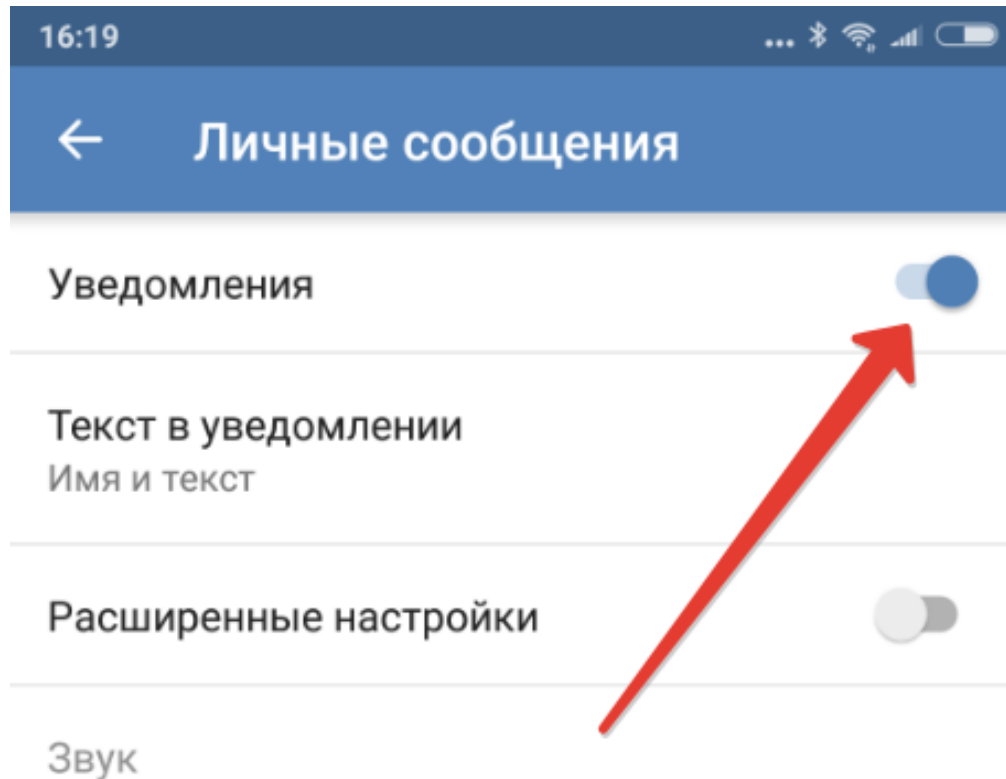 16:19
Личные сообщения
Уведомления
Текст в уведомлении
Имя и текст
Расширенные настройки
Звук